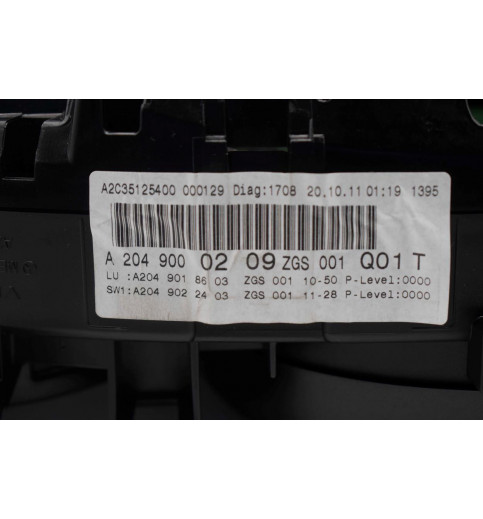 A2C35125400 000129 Diag:1708 20.10.11 01:19 1395
A 204 900 02 09 ZGS 001 Q01 T
LU :A204 901 86 03 ZGS 001 10-50 P-Level:0000
SW1:A204 902 24 03 ZGS 001 11-28 P-Level:0000